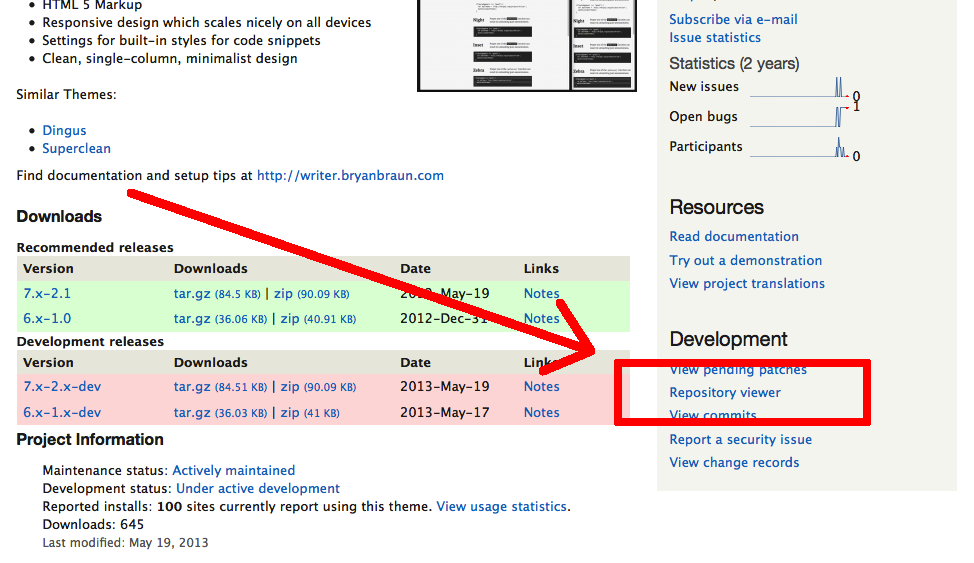 HTML 5 Markup
Responsive design which scales nicely on all devices
Settings for built-in styles for code snippets
Clean, single-column, minimalist design
Similar Themes:
Dingus
Superclean
Find documentation and setup tips at http://writer.bryanbraun.com
Downloads
Recommended releases
Version Downloads Date Links
7.x-2.1 tar.gz (84.5 KB) | zip (90.09 KB) 2013-May-19 Notes
6.x-1.0 tar.gz (36.06 KB) | zip (40.91 KB) 2012-Dec-31 Notes
Development releases
Version Downloads Date Links
7.x-2.x-dev tar.gz (84.51 KB) | zip (90.09 KB) 2013-May-19 Notes
6.x-1.x-dev tar.gz (36.03 KB) | zip (41 KB) 2013-May-17 Notes
Project Information
Maintenance status: Actively maintained
Development status: Under active development
Reported installs: 100 sites currently report using this theme. View usage statistics.
Downloads: 645
Last modified: May 19, 2013
Night
Inset
Zebra
Subscribe via e-mail
Issue statistics
Statistics (2 years)
New issues 0
Open bugs 1
Participants 0
Resources
Read documentation
Try out a demonstration
View project translations
Development
View pending patches
Repository viewer
View commits
Report a security issue
View change records